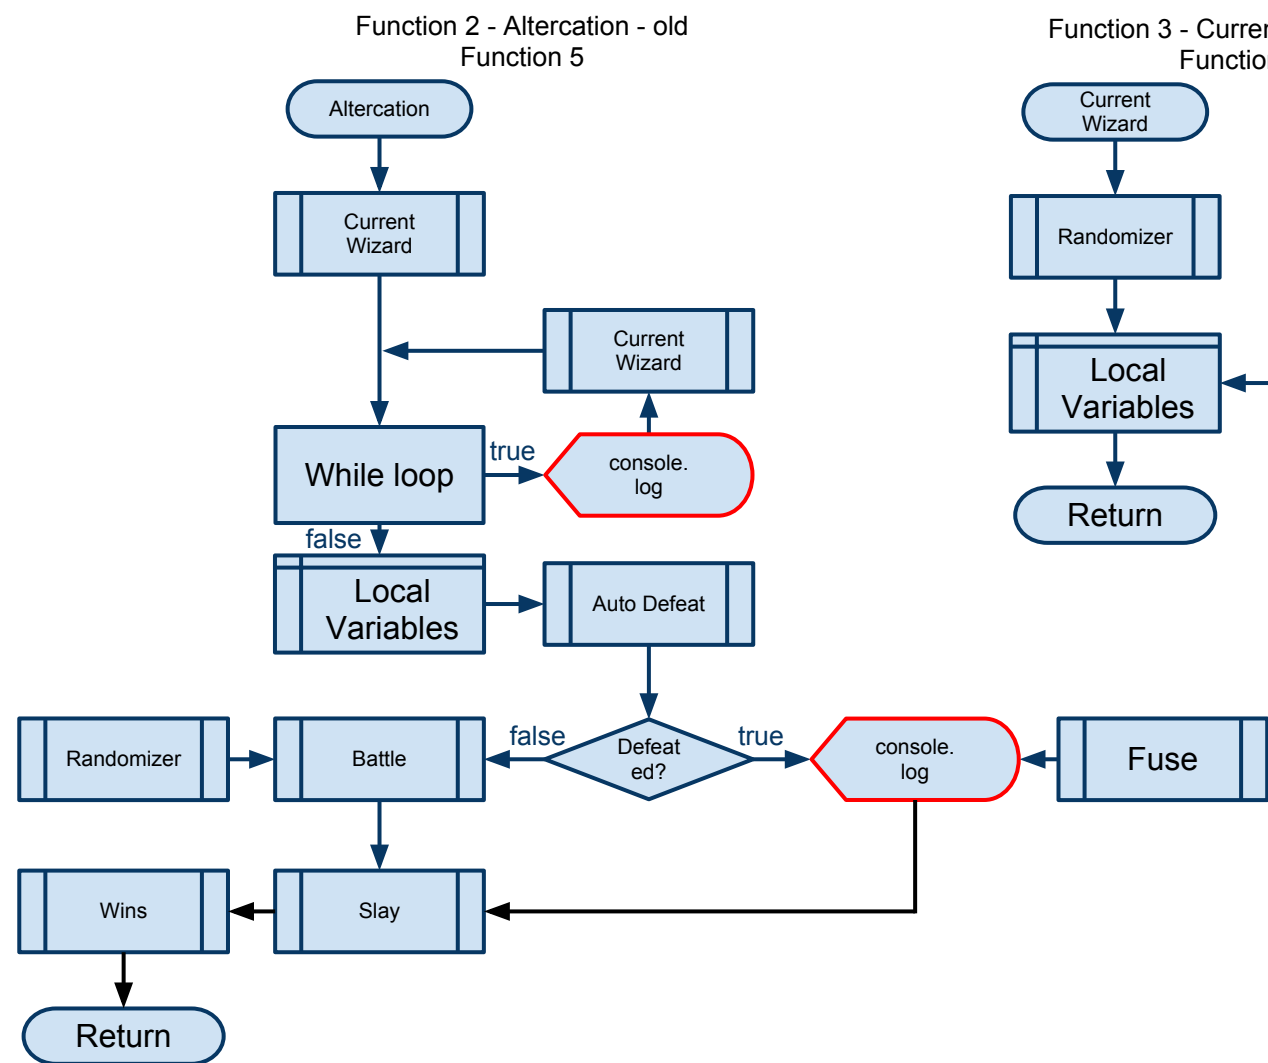 Function 2 - Altercation - old
Function 5
Altercation
Current
Wizard
Current
Wizard
While loop
true
console.
log
false
Local
Variables
Auto Defeat
Randomizer
Battle
false
Defeat
ed?
true
console.
log
Fuse
Wins
Slay
Return
Function 3 -
Current
Wizard
Randomizer
Local
Variables
Return